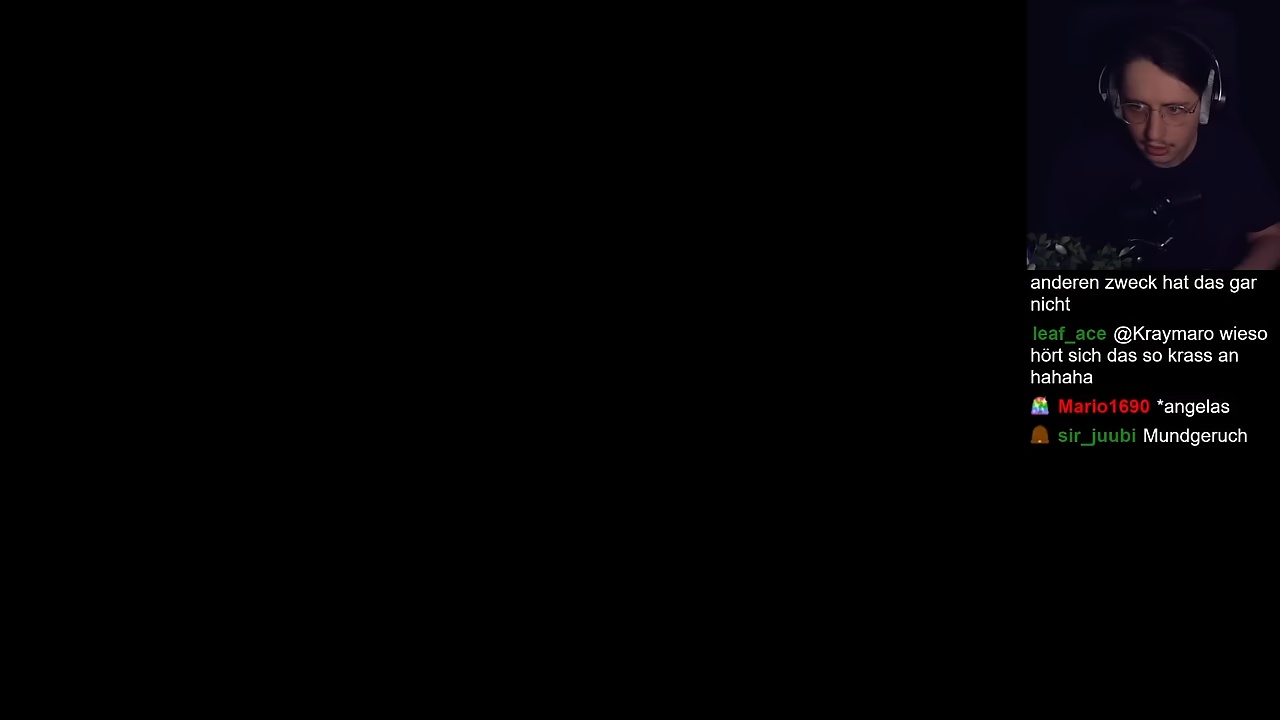 anderen zweck hat das gar
nicht
leaf_ace @Kraymaro wieso
hört sich das so krass an
hahaha
Mario1690 *angelas
sir_juubi Mundgeruch